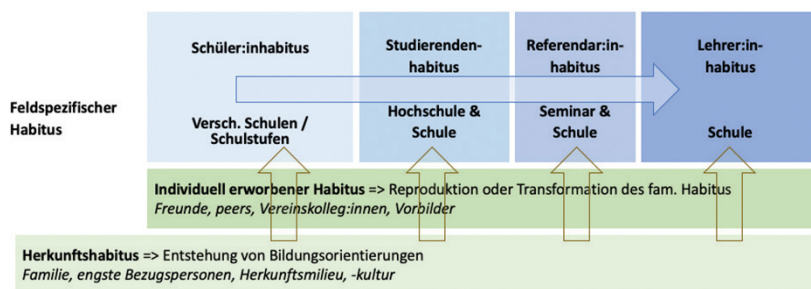 Schüler:inhabitus
Studierenden-
habitus
Referendar:in-
habitus
Lehrer:in-
habitus
Feldspezifischer
Habitus
Versch. Schulen /
Schulstufen
Hochschule &
Schule
Seminar &
Schule
Schule
Individuell erworbener Habitus => Reproduktion oder Transformation des fam. Habitus
Freunde, peers, Vereinskolleg:innen, Vorbilder
Herkunftshabitus => Entstehung von Bildungsorientierungen
Familie, engste Bezugspersonen, Herkunftsmilieu, -kultur